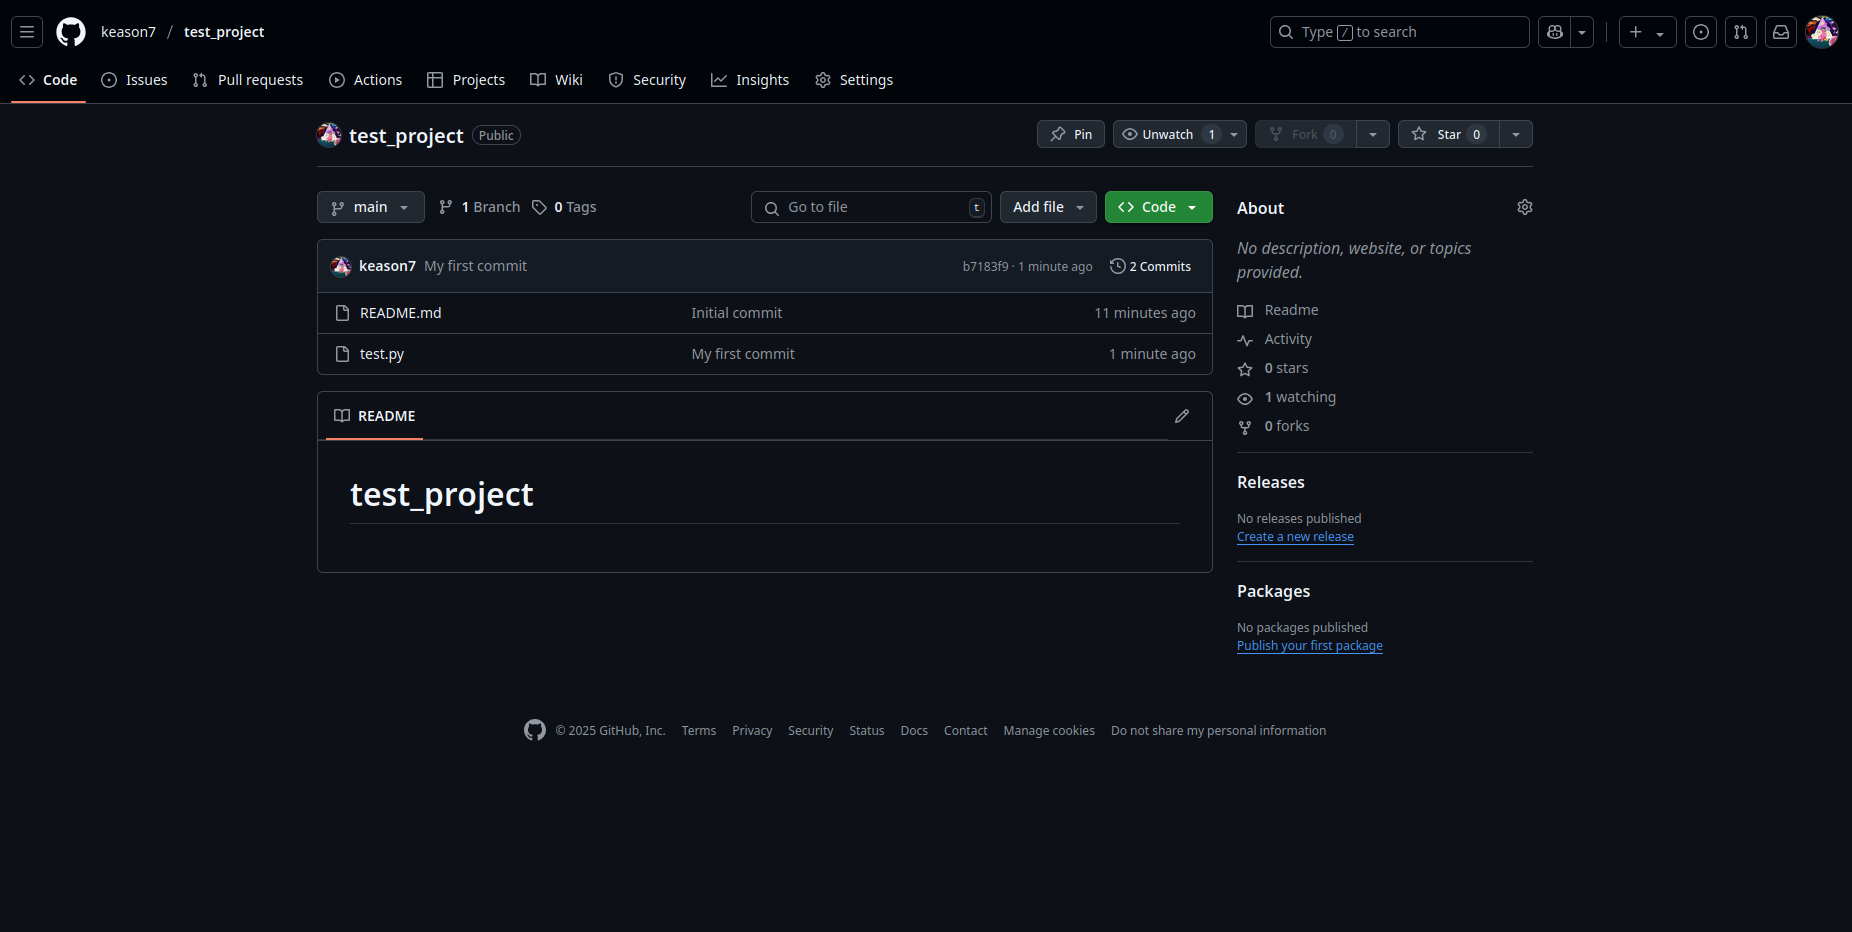 keason7 / test_project
Type / to search
Code Issues Pull requests Actions Projects Wiki Security Insights Settings
test_project Public
Pin Unwatch 1 Fork 0 Star 0
main 1 Branch 0 Tags Go to file t Add file Code
About
No description, website, or topics
provided.
keason7 My first commit b7183f9 · 1 minute ago 2 Commits
README.md Initial commit 11 minutes ago
test.py My first commit 1 minute ago
Readme
Activity
0 stars
1 watching
0 forks
README
test_project
Releases
No releases published
Create a new release
Packages
No packages published
Publish your first package
© 2025 GitHub, Inc. Terms Privacy Security Status Docs Contact Manage cookies Do not share my personal information